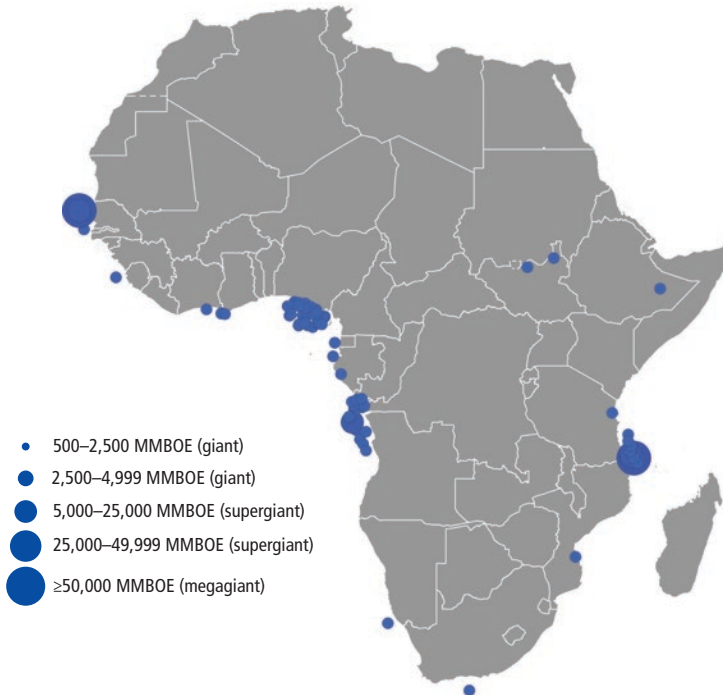 500–2,500 MMBOE (giant)
2,500–4,999 MMBOE (giant)
5,000–25,000 MMBOE (supergiant)
25,000–49,999 MMBOE (supergiant)
≥50,000 MMBOE (megagiant)